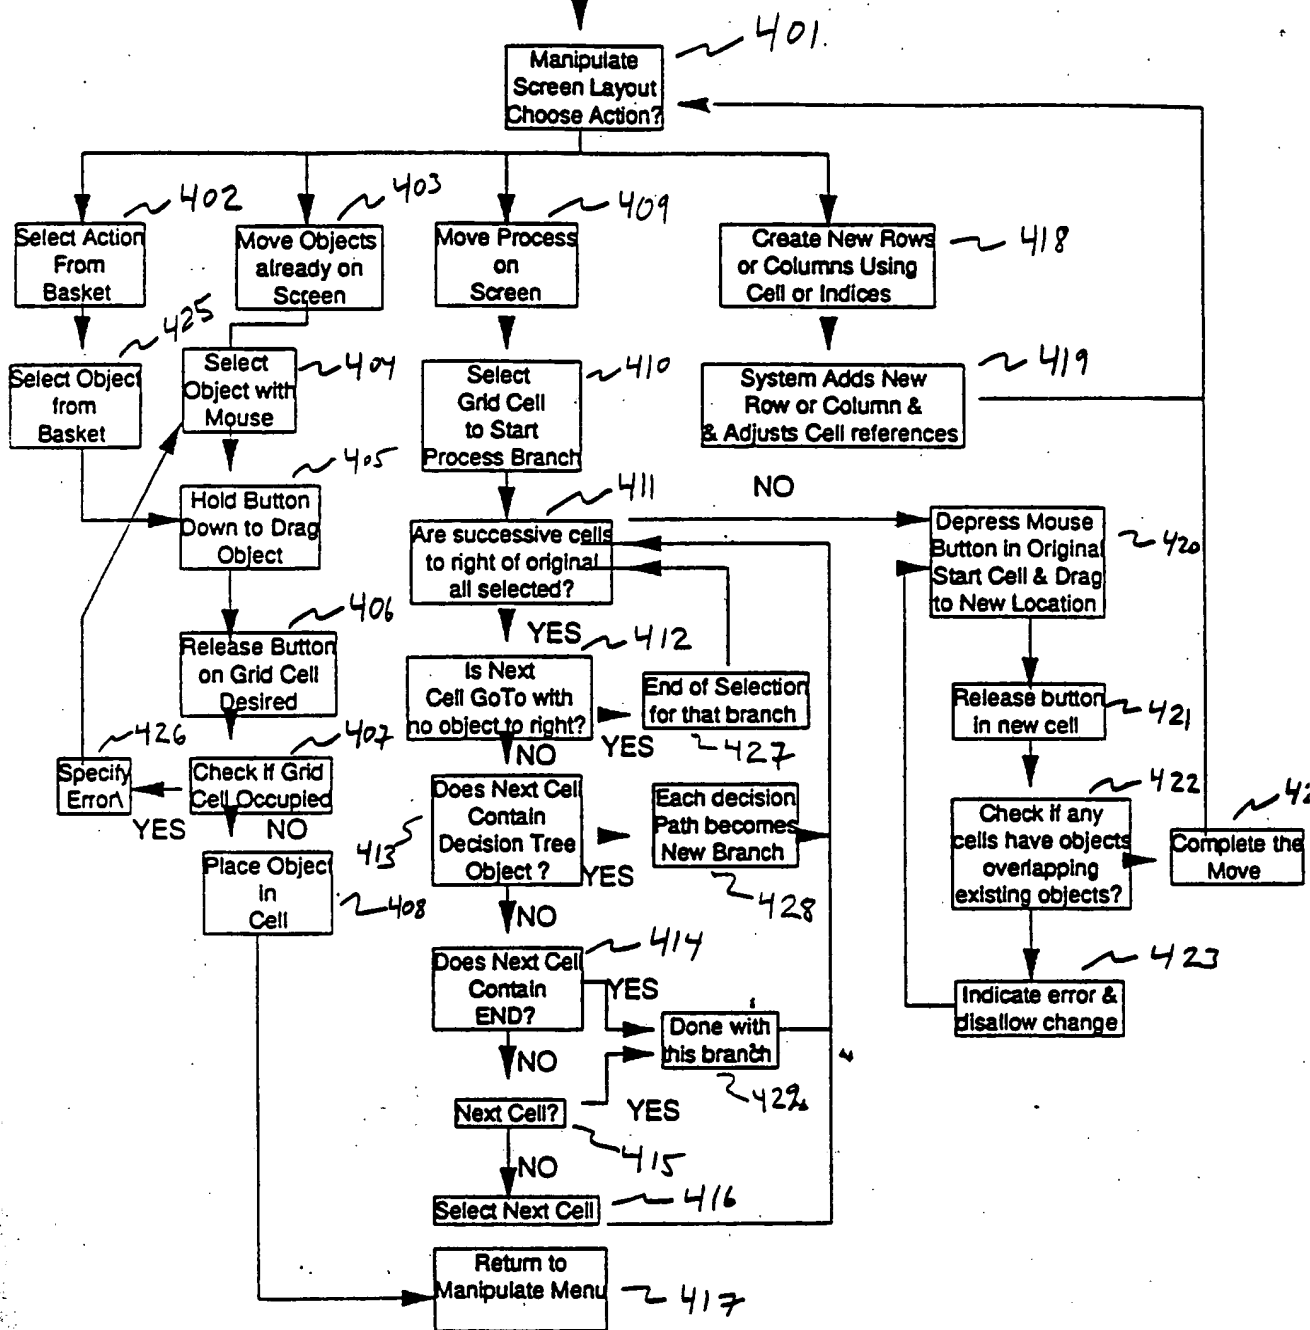 401.
Manipulate
Screen Layout
Choose Action?
402
403
409
418
Select Action
From
Basket
Move Objects
already on
Screen
Move Process
on
Screen
Create New Rows
or Columns Using
Cell or Indices
425
404
410
419
Select Object
from
Basket
Select
Object with
Mouse
Select
Grid Cell
to Start
Process Branch
System Adds New
Row or Column &
& Adjusts Cell references
405
411
NO
Hold Button
Down to Drag
Object
Are successive cells
to right of original
all selected?
Depress Mouse
Button in Original
Start Cell & Drag
to New Location
420
406
YES
412
Release Button
on Grid Cell
Desired
Is Next
Cell GoTo with
no object to right?
End of Selection
for that branch
Release button
in new cell
421
426
407
NO
YES
427
422
Specify
Error\
Check if Grid
Cell Occupied
YES
NO
413
Does Next Cell
Contain
Decision Tree
Object ?
YES
Each decision
Path becomes
New Branch
428
Check if any
cells have objects
overlapping
existing objects?
Complete the
Move
Place Object
in
Cell
408
NO
414
423
Does Next Cell
Contain
END?
YES
Done with
this branch
429
Indicate error &
disallow change
NO
Next Cell?
YES
415
NO
416
Select Next Cell
Return to
Manipulate Menu
417